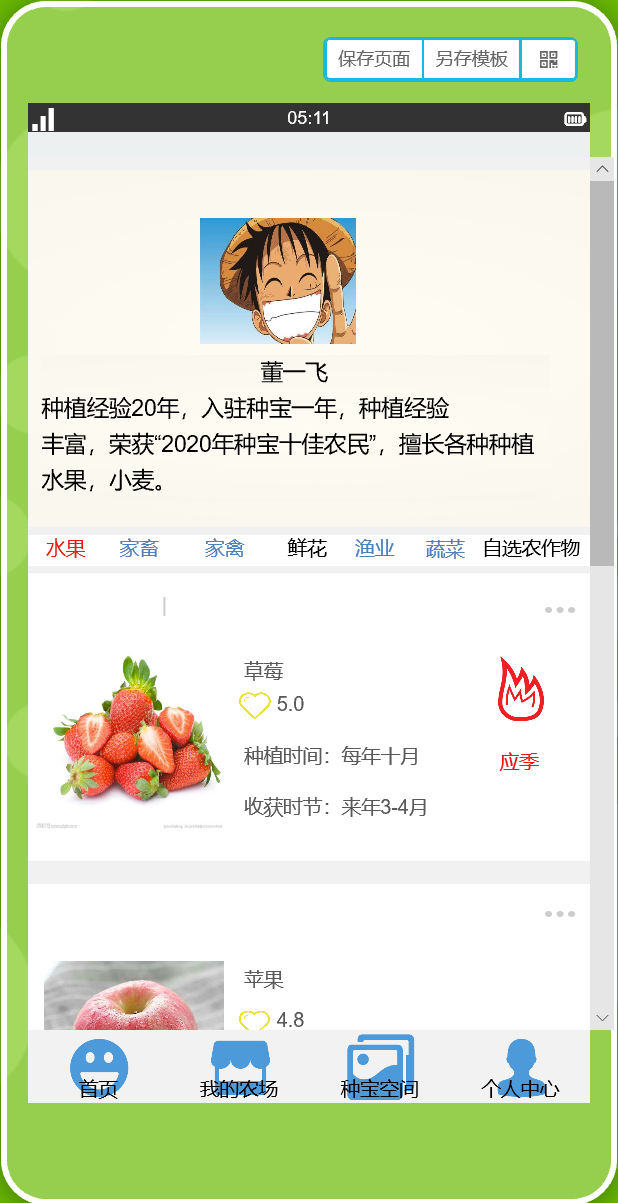 保存页面 另存模板
05:11
董一飞
种植经验20年，入驻种宝一年，种植经验
丰富，荣获“2020年种宝十佳农民”，擅长各种种植
水果，小麦。
水果 家畜 家禽 鲜花 渔业 蔬菜 自选农作物
草莓
5.0
种植时间：每年十月
应季
收获时节：来年3-4月
苹果
4.8
首页 我的农场 种宝空间 个人中心